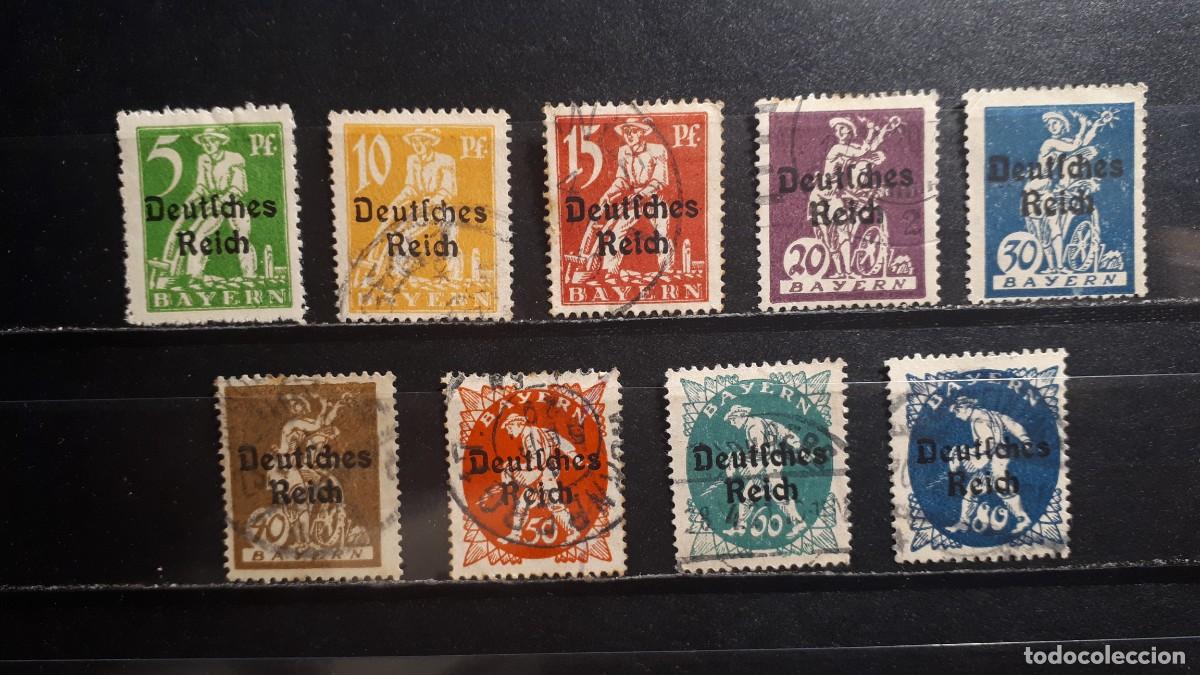 5 Pf.
Deutſches
Reich
BAYERN
10 Pf.
Deutſches
Reich
BAYERN
15 Pf.
Deutſches
Reich
BAYERN
Deutſches
Reich
20
BAYERN
Deutſches
Reich
30
BAYERN
Deutſches
Reich
40
BAYERN
BAYERN
Deutſches
Reich
50
BAYERN
Deutſches
Reich
60
BAYERN
Deutſches
Reich
80
todocoleccion